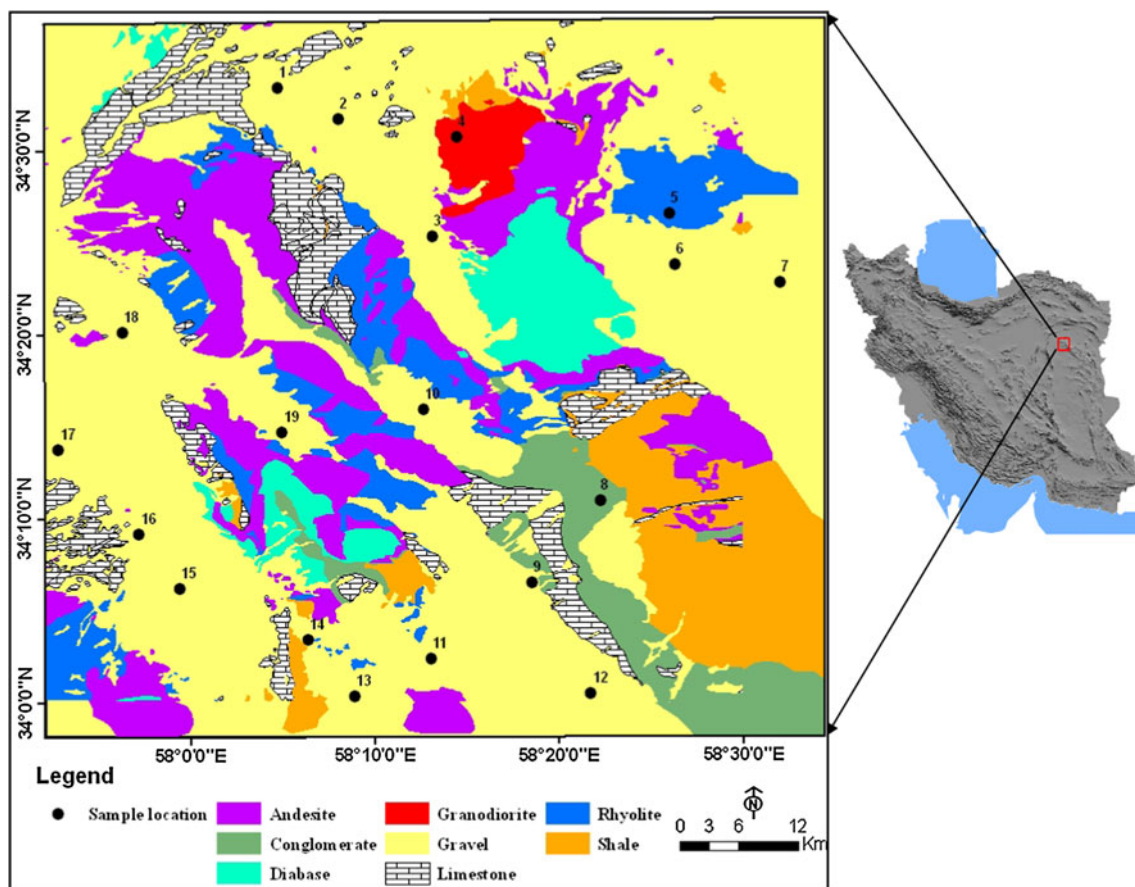 1
2
4
34°30'0"N
5
3
6
7
18
34°20'0"N
10
19
17
8
34°10'0"N
16
9
15
14
11
12
13
34°0'0"N
58°0'0"E 58°10'0"E 58°20'0"E 58°30'0"E
Legend
Sample location Andesite Granodiorite Rhyolite
Conglomerate Gravel Shale
Diabase Limestone
N
0 3 6 12
Km